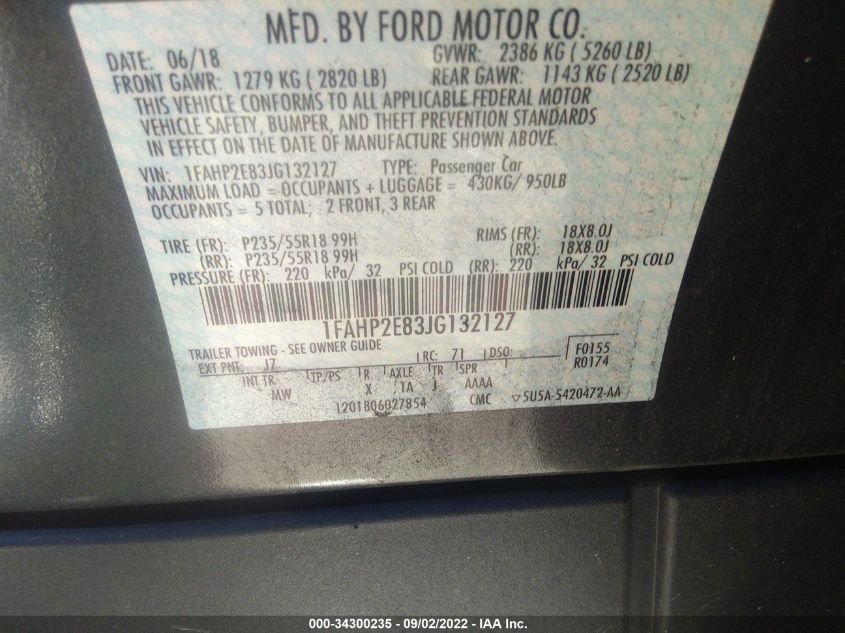 MFD. BY FORD MOTOR CO.
DATE: 06/18 GVWR: 2386 KG ( 5260 LB)
FRONT GAWR: 1279 KG ( 2820 LB) REAR GAWR: 1143 KG ( 2520 LB)
THIS VEHICLE CONFORMS TO ALL APPLICABLE FEDERAL MOTOR
VEHICLE SAFETY, BUMPER, AND THEFT PREVENTION STANDARDS
IN EFFECT ON THE DATE OF MANUFACTURE SHOWN ABOVE.
VIN: 1FAHP2E83JG132127 TYPE: Passenger Car
MAXIMUM LOAD = OCCUPANTS + LUGGAGE = 430KG/ 950LB
OCCUPANTS = 5 TOTAL; 2 FRONT, 3 REAR
TIRE (FR): P235/55R18 99H RIMS (FR): 18X8.0J
(RR): P235/55R18 99H (RR): 18X8.0J
PRESSURE (FR): 220 kPa/ 32 PSI COLD (RR): 220 kPa/ 32 PSI COLD
1FAHP2E83JG132127
TRAILER TOWING - SEE OWNER GUIDE
EXT PNT: J7 RC: 71 DSO: F0155
INT TR TP/PS R AXLE TR SPR R0174
MW X TA J AAAA
L201806027854 CMC ▽5U5A-5420472-AA
000-34300235 - 09/02/2022 - IAA Inc.